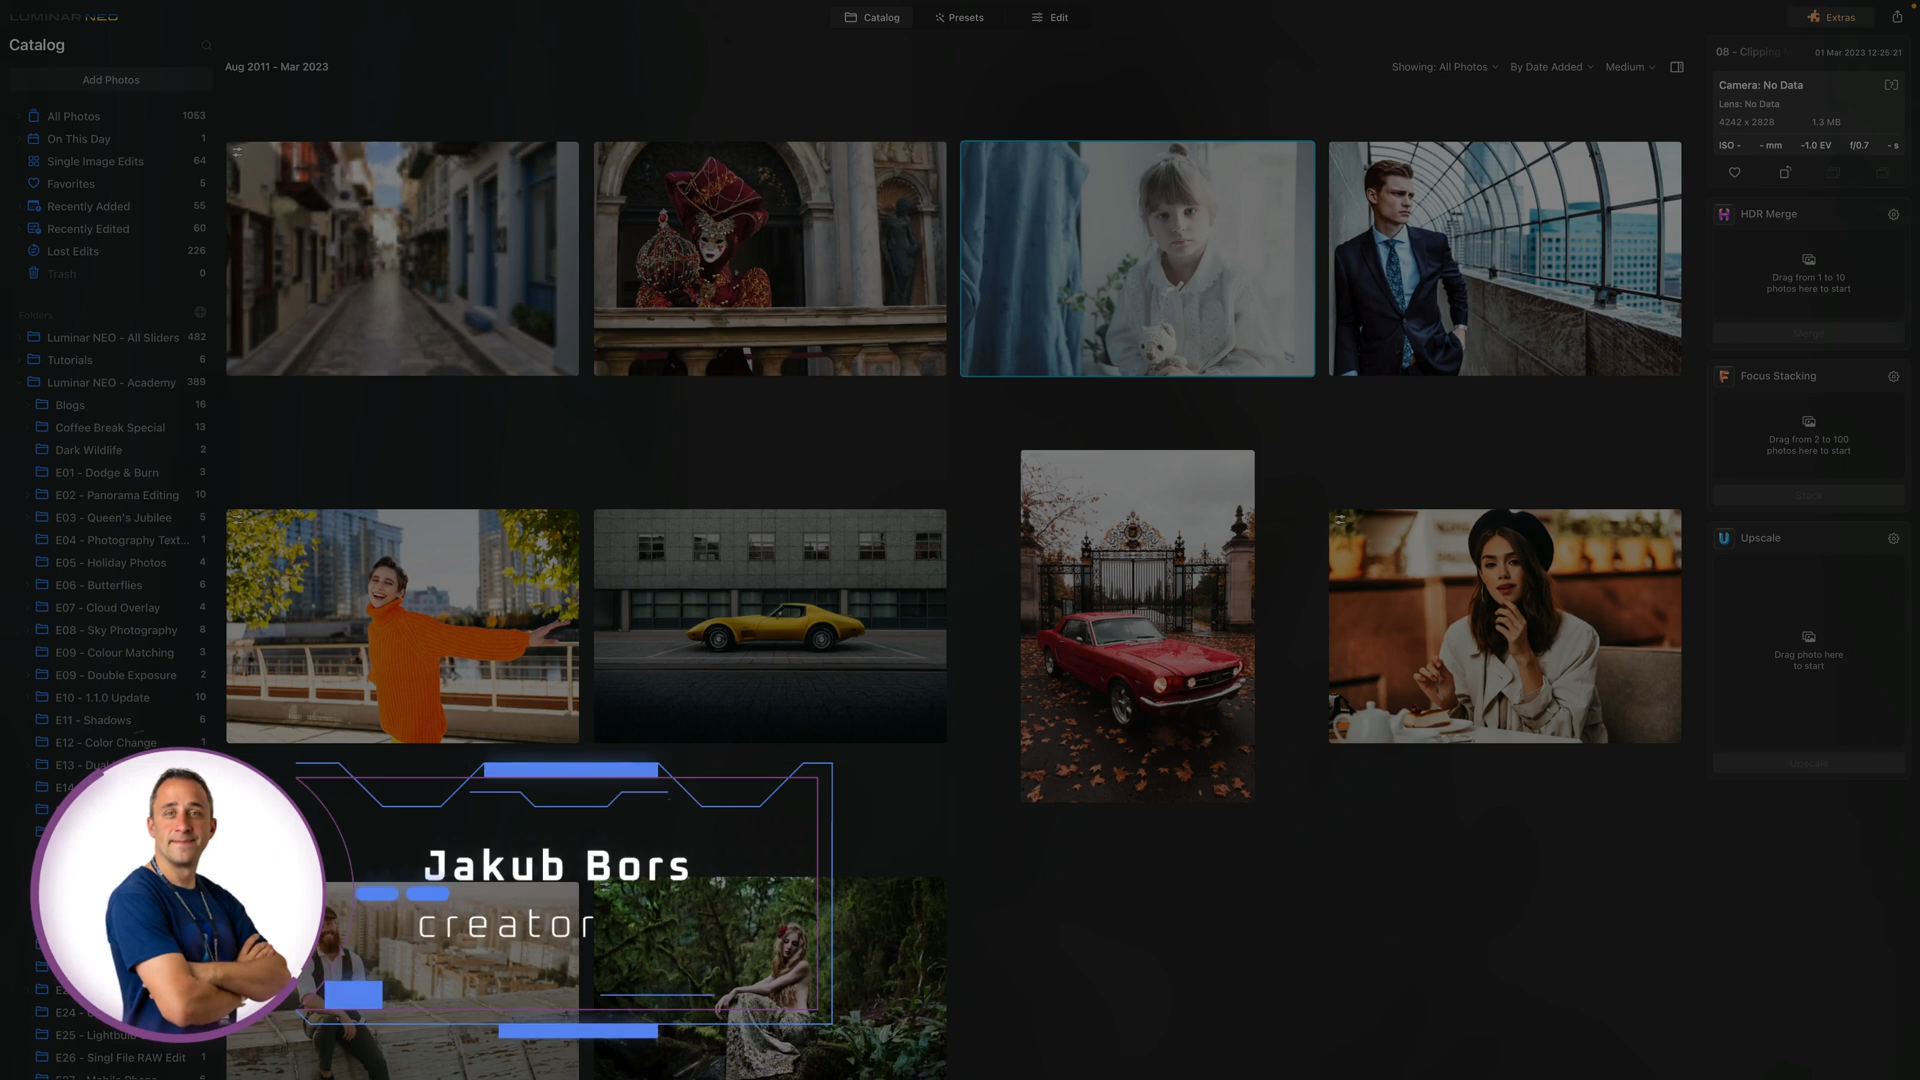 LUMINAR NEO
Catalog
Presets
Edit
Extras
Catalog
Add Photos
All Photos 1053
On This Day 1
Single Image Edits 64
Favorites 5
Recently Added 55
Recently Edited 60
Lost Edits 226
Trash 0
Folders
Luminar NEO - All Sliders 482
Tutorials 6
Luminar NEO - Academy 389
Blogs 16
Coffee Break Special 13
Dark Wildlife 2
E01 - Dodge & Burn 3
E02 - Panorama Editing 10
E03 - Queen's Jubilee 5
E04 - Photography Text... 1
E05 - Holiday Photos 4
E06 - Butterflies 6
E07 - Cloud Overlay 4
E08 - Sky Photography 8
E09 - Colour Matching 3
E09 - Double Exposure 2
E10 - 1.1.0 Update 10
E11 - Shadows 6
E12 - Color Change 1
E13 - Dual
E14
E24 -
E25 - Lightbulb
E26 - Singl File RAW Edit 1
Aug 2011 - Mar 2023
Showing: All Photos
By Date Added
Medium
Jakub Bors
creator
08 - Clipping
01 Mar 2023 12:25:21
Camera: No Data
Lens: No Data
4242 x 2828 1.3 MB
ISO - - mm -1.0 EV f/0.7 - s
HDR Merge
Drag from 1 to 10
photos here to start
Merge
Focus Stacking
Drag from 2 to 100
photos here to start
Stack
Upscale
Drag photo here
to start
Upscale